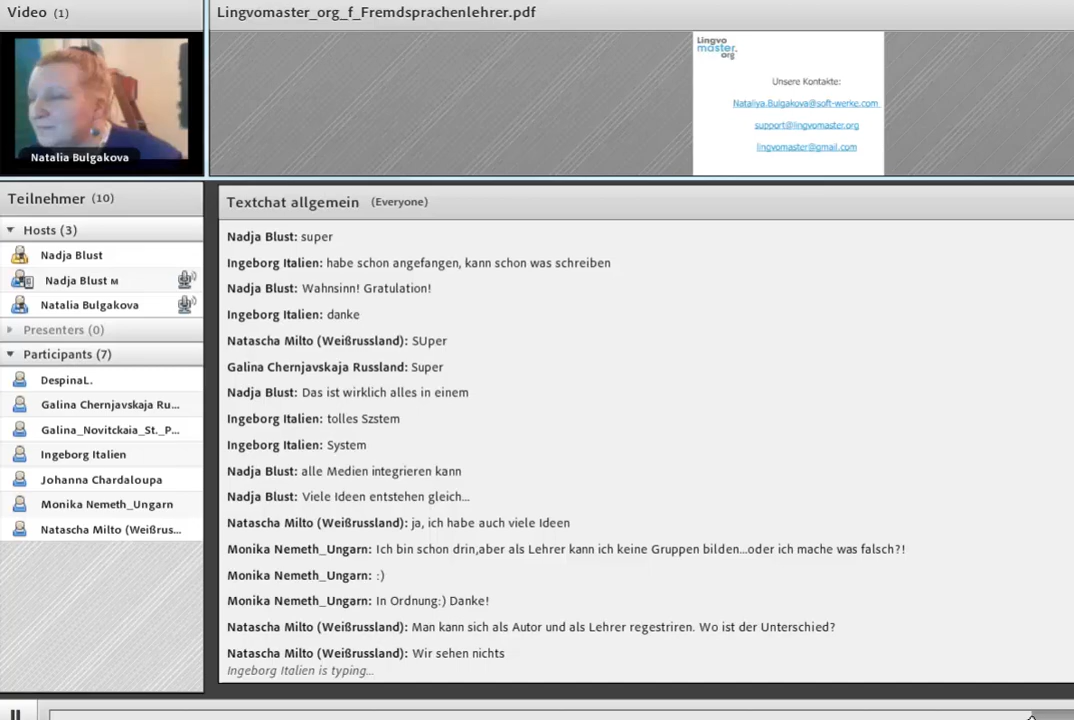 Video (1)
Natalia Bulgakova
Lingvomaster_org_f_Fremdsprachenlehrer.pdf
Lingvo
master.
org
Unsere Kontakte:
Nataliya.Bulgakova@soft-werke.com
support@lingvomaster.org
lingvomaster@gmail.com
Teilnehmer (10)
Hosts (3)
Nadja Blust
Nadja Blust м
Natalia Bulgakova
Presenters (0)
Participants (7)
DespinaL.
Galina Chernjavskaja Ru...
Galina_Novitckaia_St._P...
Ingeborg Italien
Johanna Chardaloupa
Monika Nemeth_Ungarn
Natascha Milto (Weißrus...
Textchat allgemein (Everyone)
Nadja Blust: super
Ingeborg Italien: habe schon angefangen, kann schon was schreiben
Nadja Blust: Wahnsinn! Gratulation!
Ingeborg Italien: danke
Natascha Milto (Weißrussland): SUper
Galina Chernjavskaja Russland: Super
Nadja Blust: Das ist wirklich alles in einem
Ingeborg Italien: tolles Szstem
Ingeborg Italien: System
Nadja Blust: alle Medien integrieren kann
Nadja Blust: Viele Ideen entstehen gleich...
Natascha Milto (Weißrussland): ja, ich habe auch viele Ideen
Monika Nemeth_Ungarn: Ich bin schon drin,aber als Lehrer kann ich keine Gruppen bilden...oder ich mache was falsch?!
Monika Nemeth_Ungarn: :)
Monika Nemeth_Ungarn: In Ordnung:) Danke!
Natascha Milto (Weißrussland): Man kann sich als Autor und als Lehrer regestriren. Wo ist der Unterschied?
Natascha Milto (Weißrussland): Wir sehen nichts
Ingeborg Italien is typing...